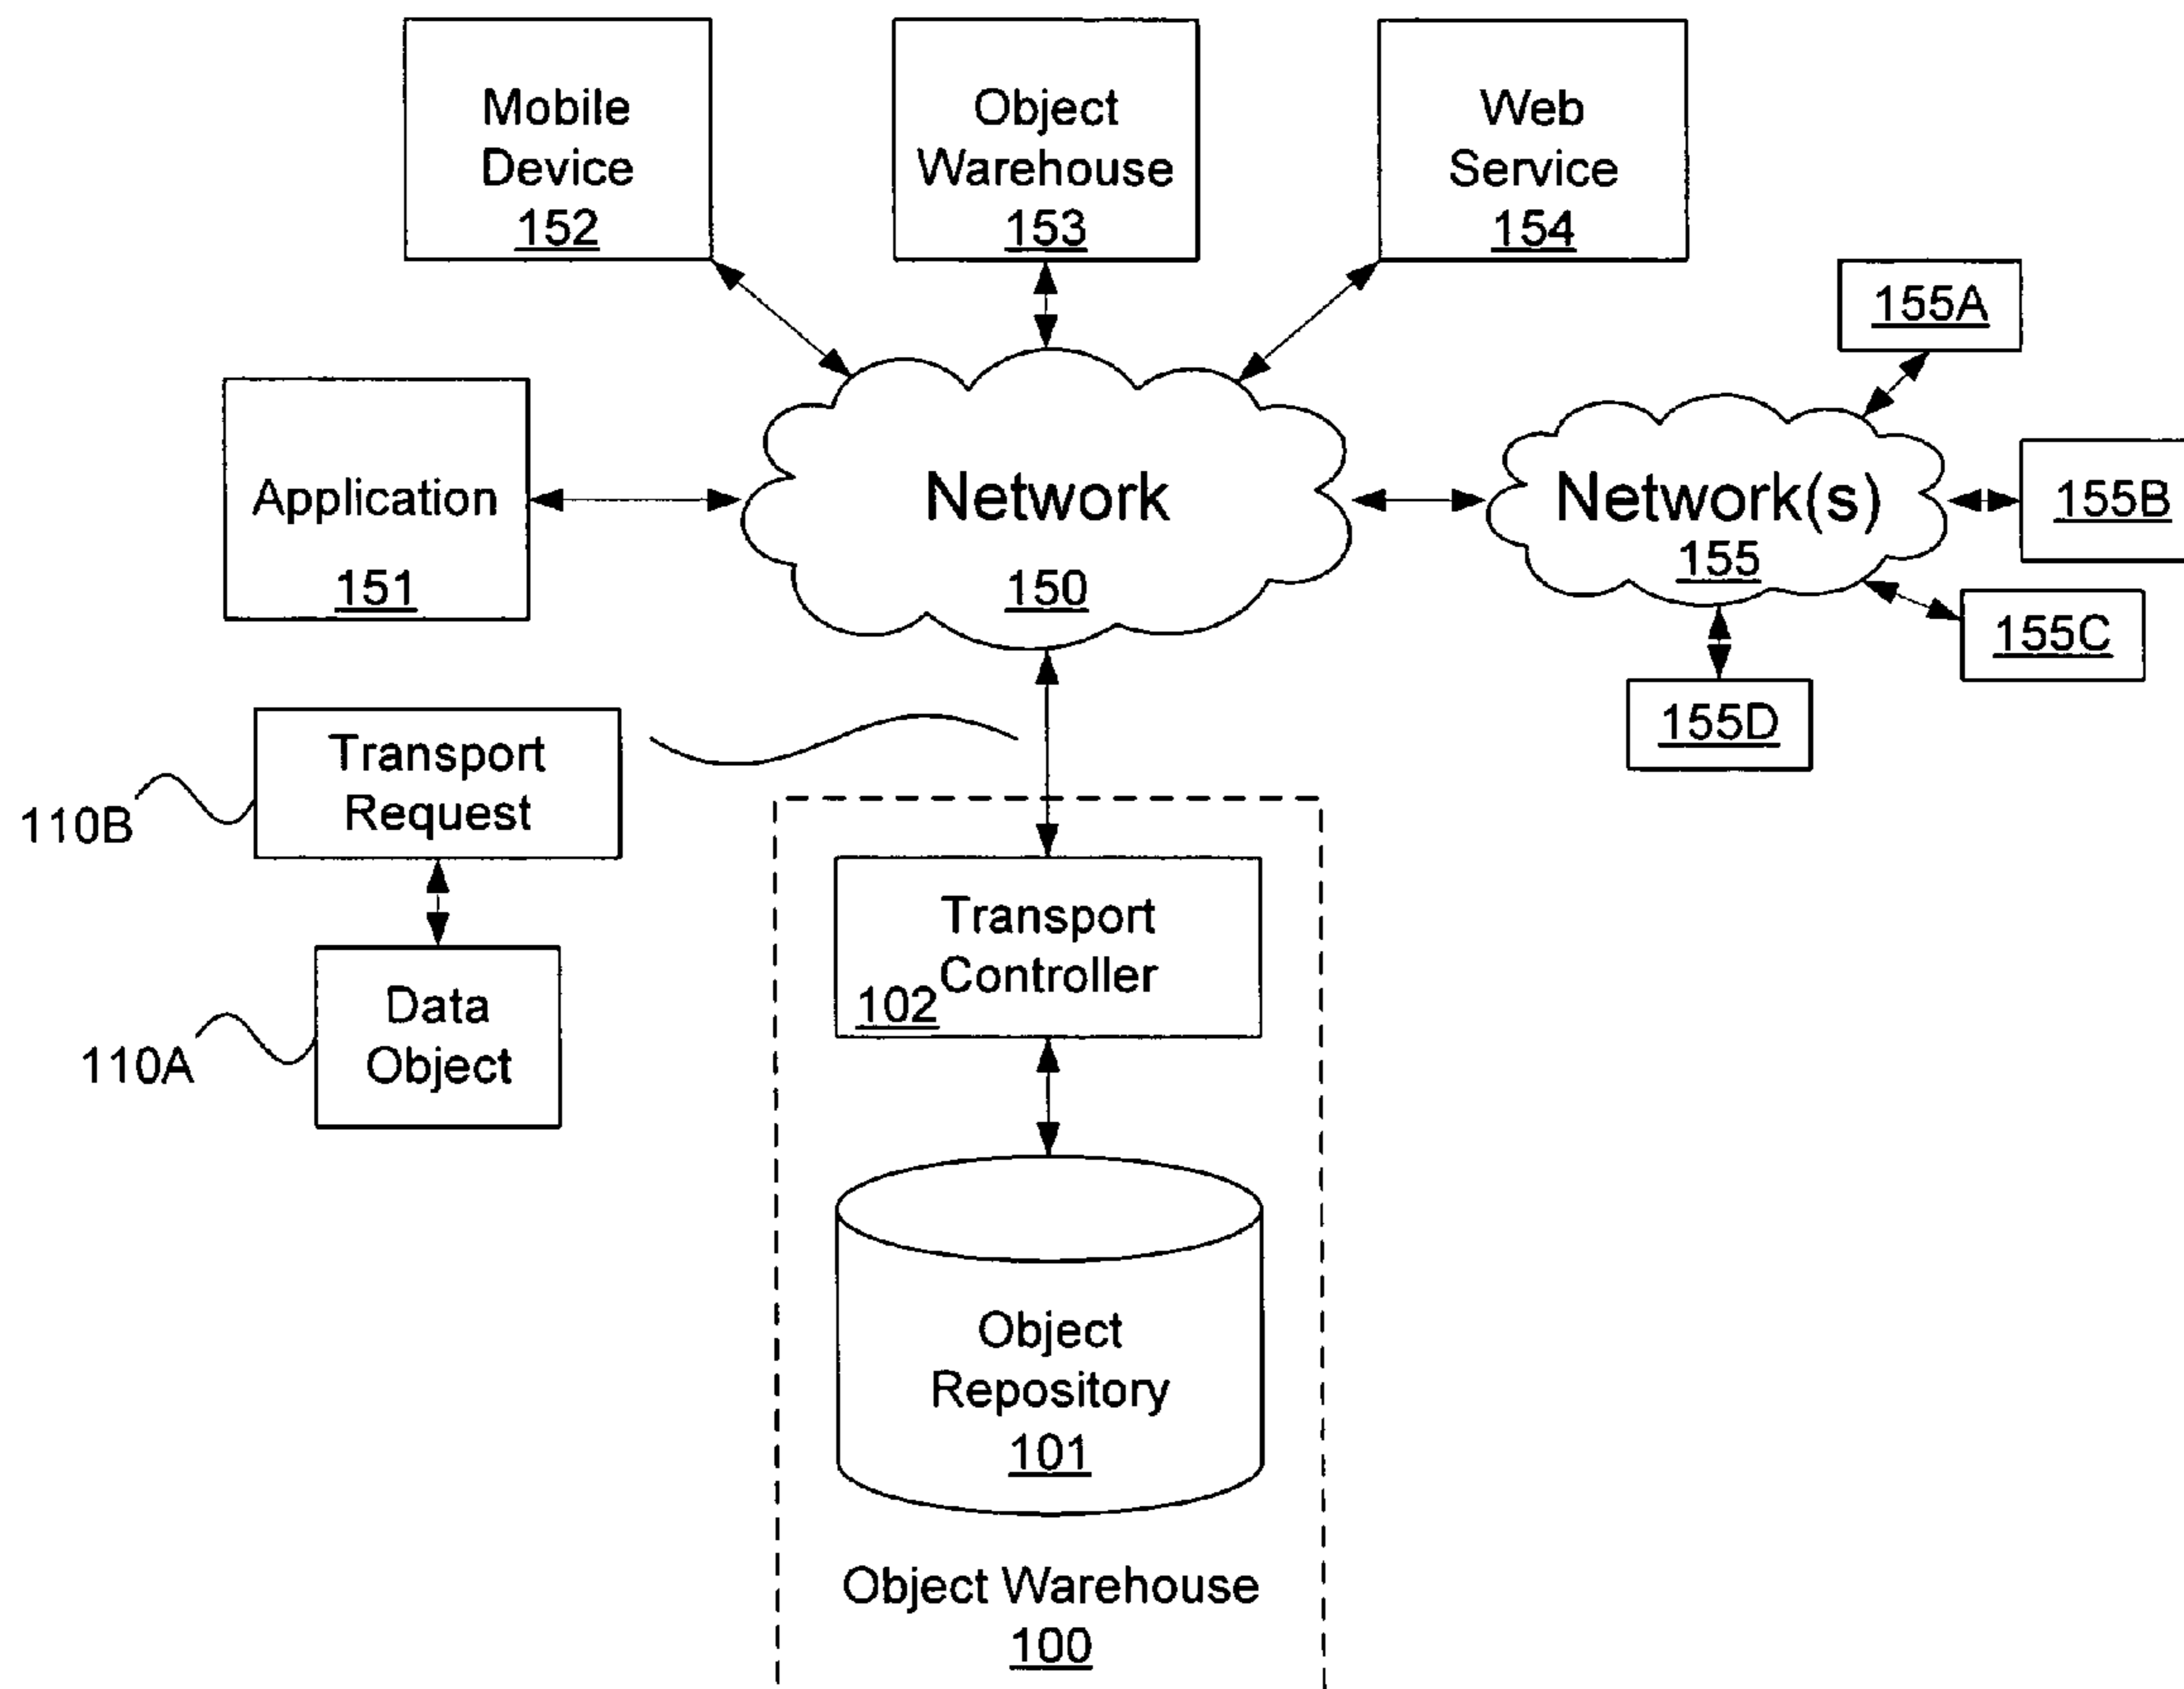 Mobile
Device
152
Object
Warehouse
153
Web
Service
154
155A
Application
151
Network
150
Network(s)
155
155B
155C
155D
Transport
Request
110B
Data
Object
110A
Transport
Controller
102
Object
Repository
101
Object Warehouse
100